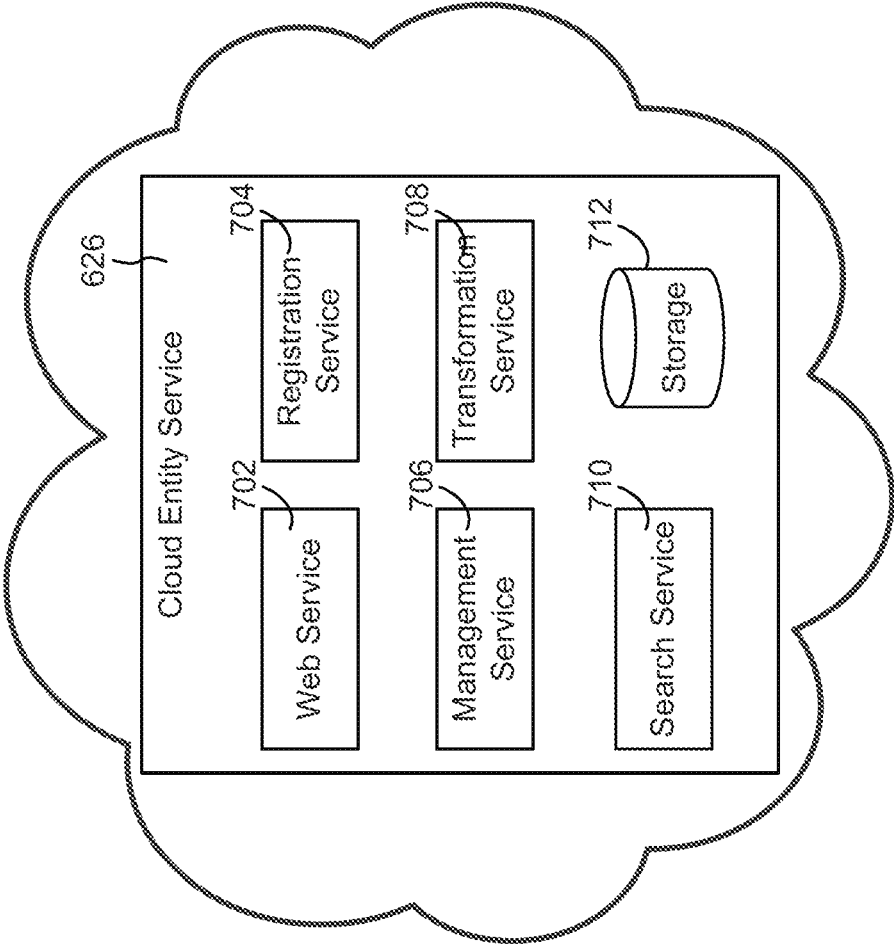 Cloud Entity Service
626
702
Web Service
704
Registration
Service
706
Management
Service
708
Transformation
Service
710
Search Service
712
Storage